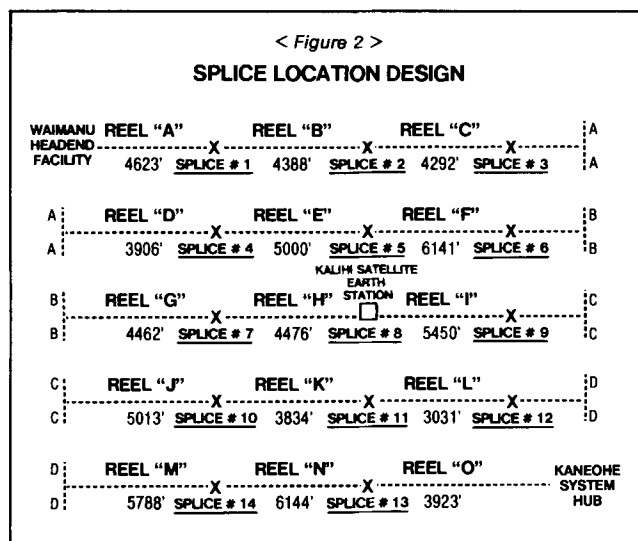 < Figure 2 >
SPLICE LOCATION DESIGN
WAIMANU HEADEND FACILITY
REEL "A" REEL "B" REEL "C"
X X X
A
A
4623' SPLICE # 1 4388' SPLICE # 2 4292' SPLICE # 3
A
A
REEL "D" REEL "E" REEL "F"
X X X
B
B
3906' SPLICE # 4 5000' SPLICE # 5 6141' SPLICE # 6
KALIHI SATELLITE
EARTH
STATION
B
B
REEL "G" REEL "H" REEL "I"
X X
C
C
4462' SPLICE # 7 4476' SPLICE # 8 5450' SPLICE # 9
C
C
REEL "J" REEL "K" REEL "L"
X X X
D
D
5013' SPLICE # 10 3834' SPLICE # 11 3031' SPLICE # 12
D
D
REEL "M" REEL "N" REEL "O"
X X
KANEOHE
SYSTEM
HUB
5788' SPLICE # 14 6144' SPLICE # 13 3923'